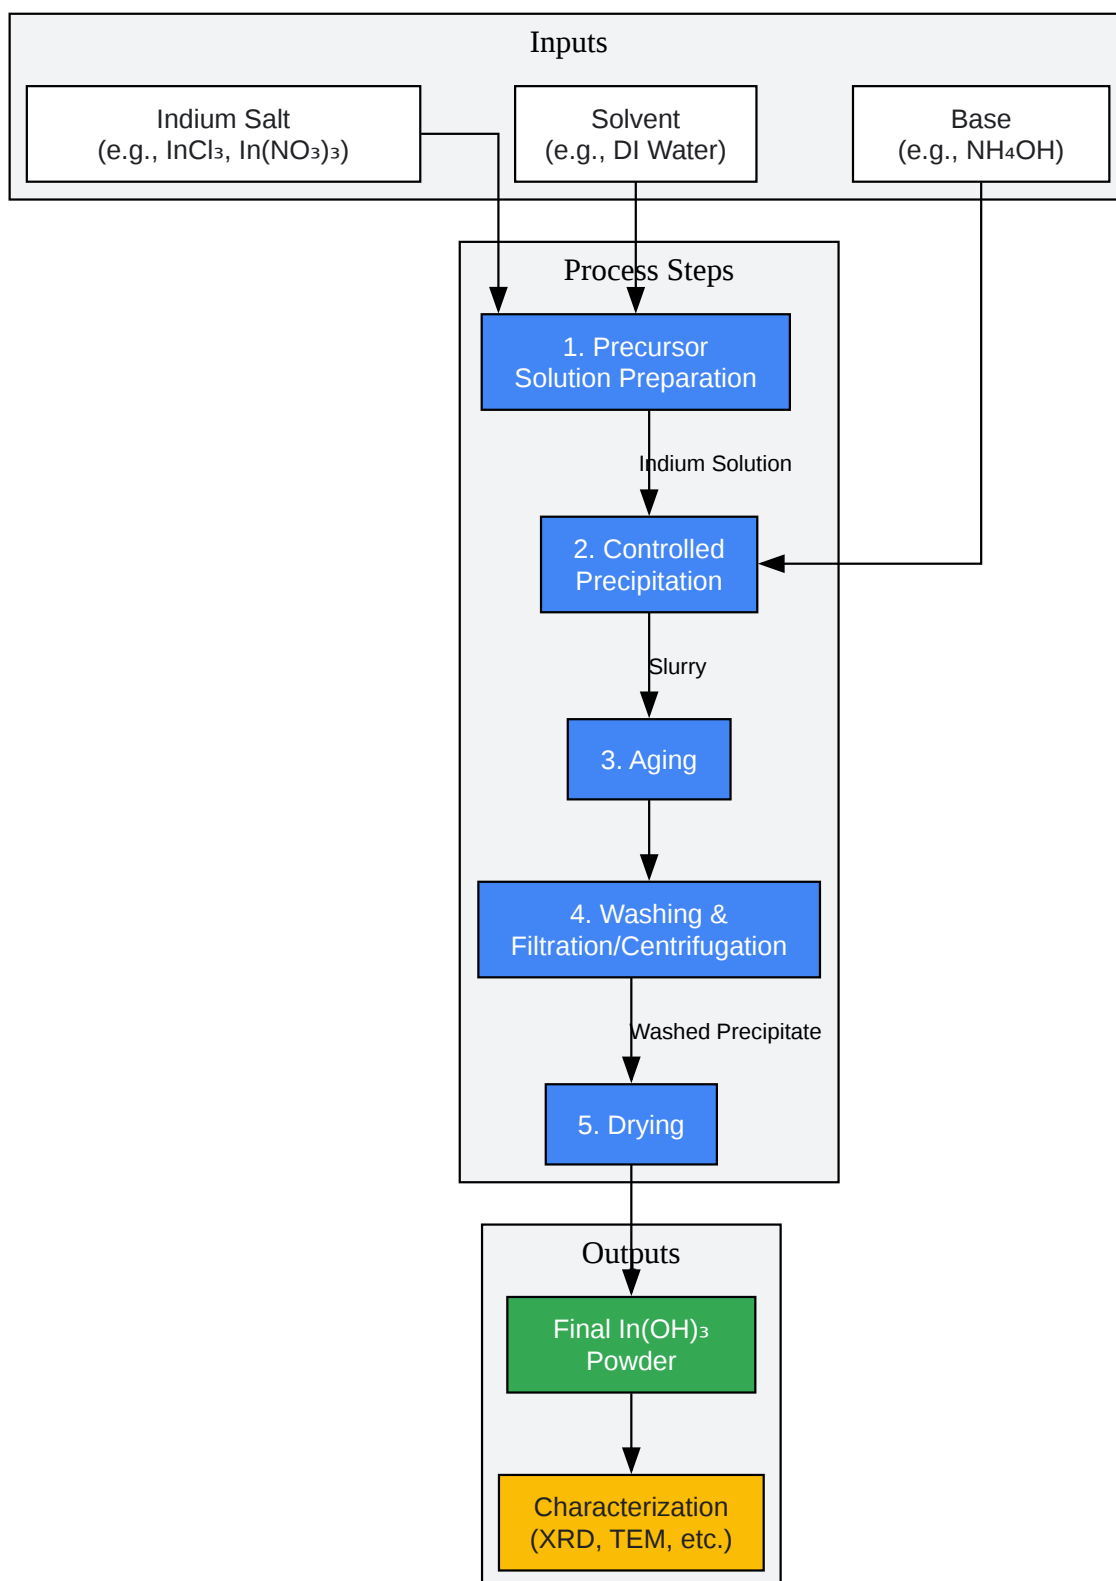 Inputs
Indium Salt
(e.g., InCl₃, In(NO₃)₃)
Solvent
(e.g., DI Water)
Base
(e.g., NH₄OH)
Process Steps
1. Precursor
Solution Preparation
Indium Solution
2. Controlled
Precipitation
Slurry
3. Aging
4. Washing &
Filtration/Centrifugation
Washed Precipitate
5. Drying
Outputs
Final In(OH)₃
Powder
Characterization
(XRD, TEM, etc.)